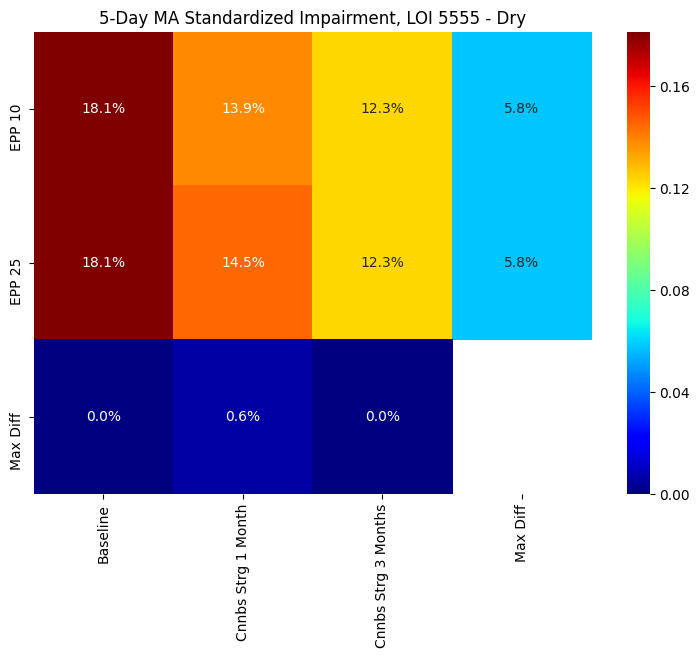 5-Day MA Standardized Impairment, LOI 5555 - Dry
EPP 10
18.1%
13.9%
12.3%
5.8%
EPP 25
18.1%
14.5%
12.3%
5.8%
Max Diff
0.0%
0.6%
0.0%
Baseline
Cnnbs Strg 1 Month
Cnnbs Strg 3 Months
Max Diff
0.16
0.12
0.08
0.04
0.00